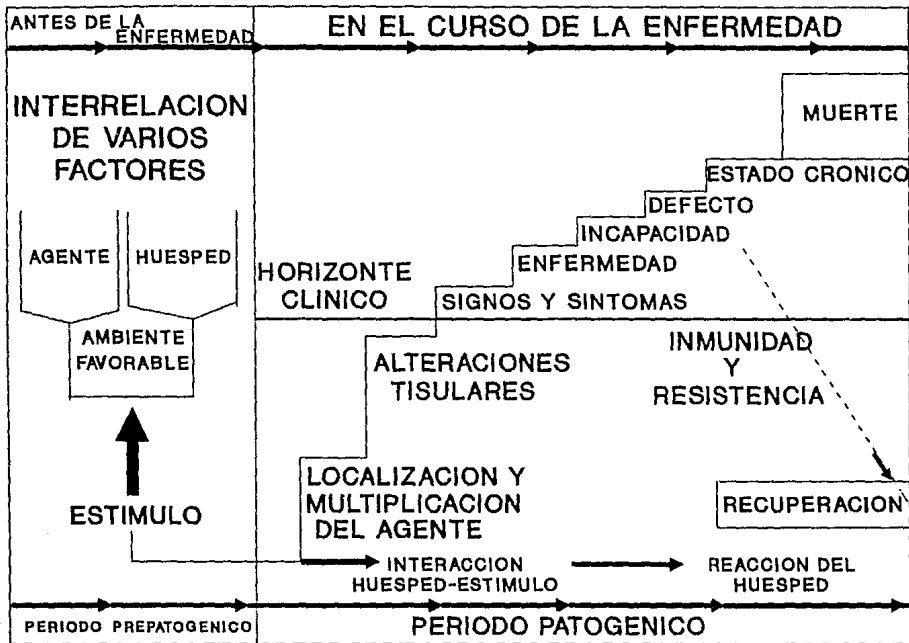 ANTES DE LA
ENFERMEDAD
EN EL CURSO DE LA ENFERMEDAD
INTERRELACION
DE VARIOS
FACTORES
AGENTE
HUESPED
AMBIENTE
FAVORABLE
ESTIMULO
MUERTE
ESTADO CRONICO
DEFECTO
INCAPACIDAD
ENFERMEDAD
SIGNOS Y SINTOMAS
HORIZONTE
CLINICO
ALTERACIONES
TISULARES
LOCALIZACION Y
MULTIPLICACION
DEL AGENTE
INMUNIDAD
Y
RESISTENCIA
RECUPERACION
INTERACCION
HUESPED-ESTIMULO
REACCION DEL
HUESPED
PERIODO PREPATOGENICO
PERIODO PATOGENICO